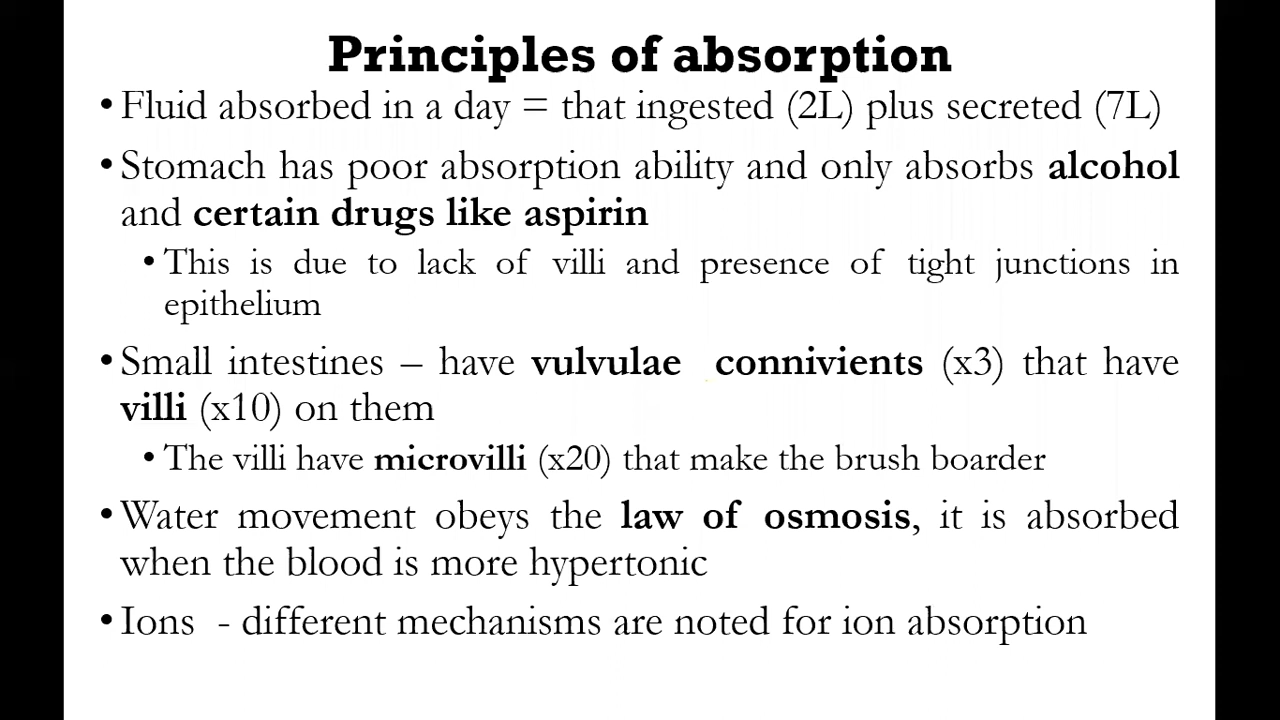 Principles of absorption
•Fluid absorbed in a day = that ingested (2L) plus secreted (7L)
•Stomach has poor absorption ability and only absorbs alcohol
and certain drugs like aspirin
•This is due to lack of villi and presence of tight junctions in
epithelium
•Small intestines – have vulvulae connivients (x3) that have
villi (x10) on them
•The villi have microvilli (x20) that make the brush boarder
•Water movement obeys the law of osmosis, it is absorbed
when the blood is more hypertonic
•Ions - different mechanisms are noted for ion absorption